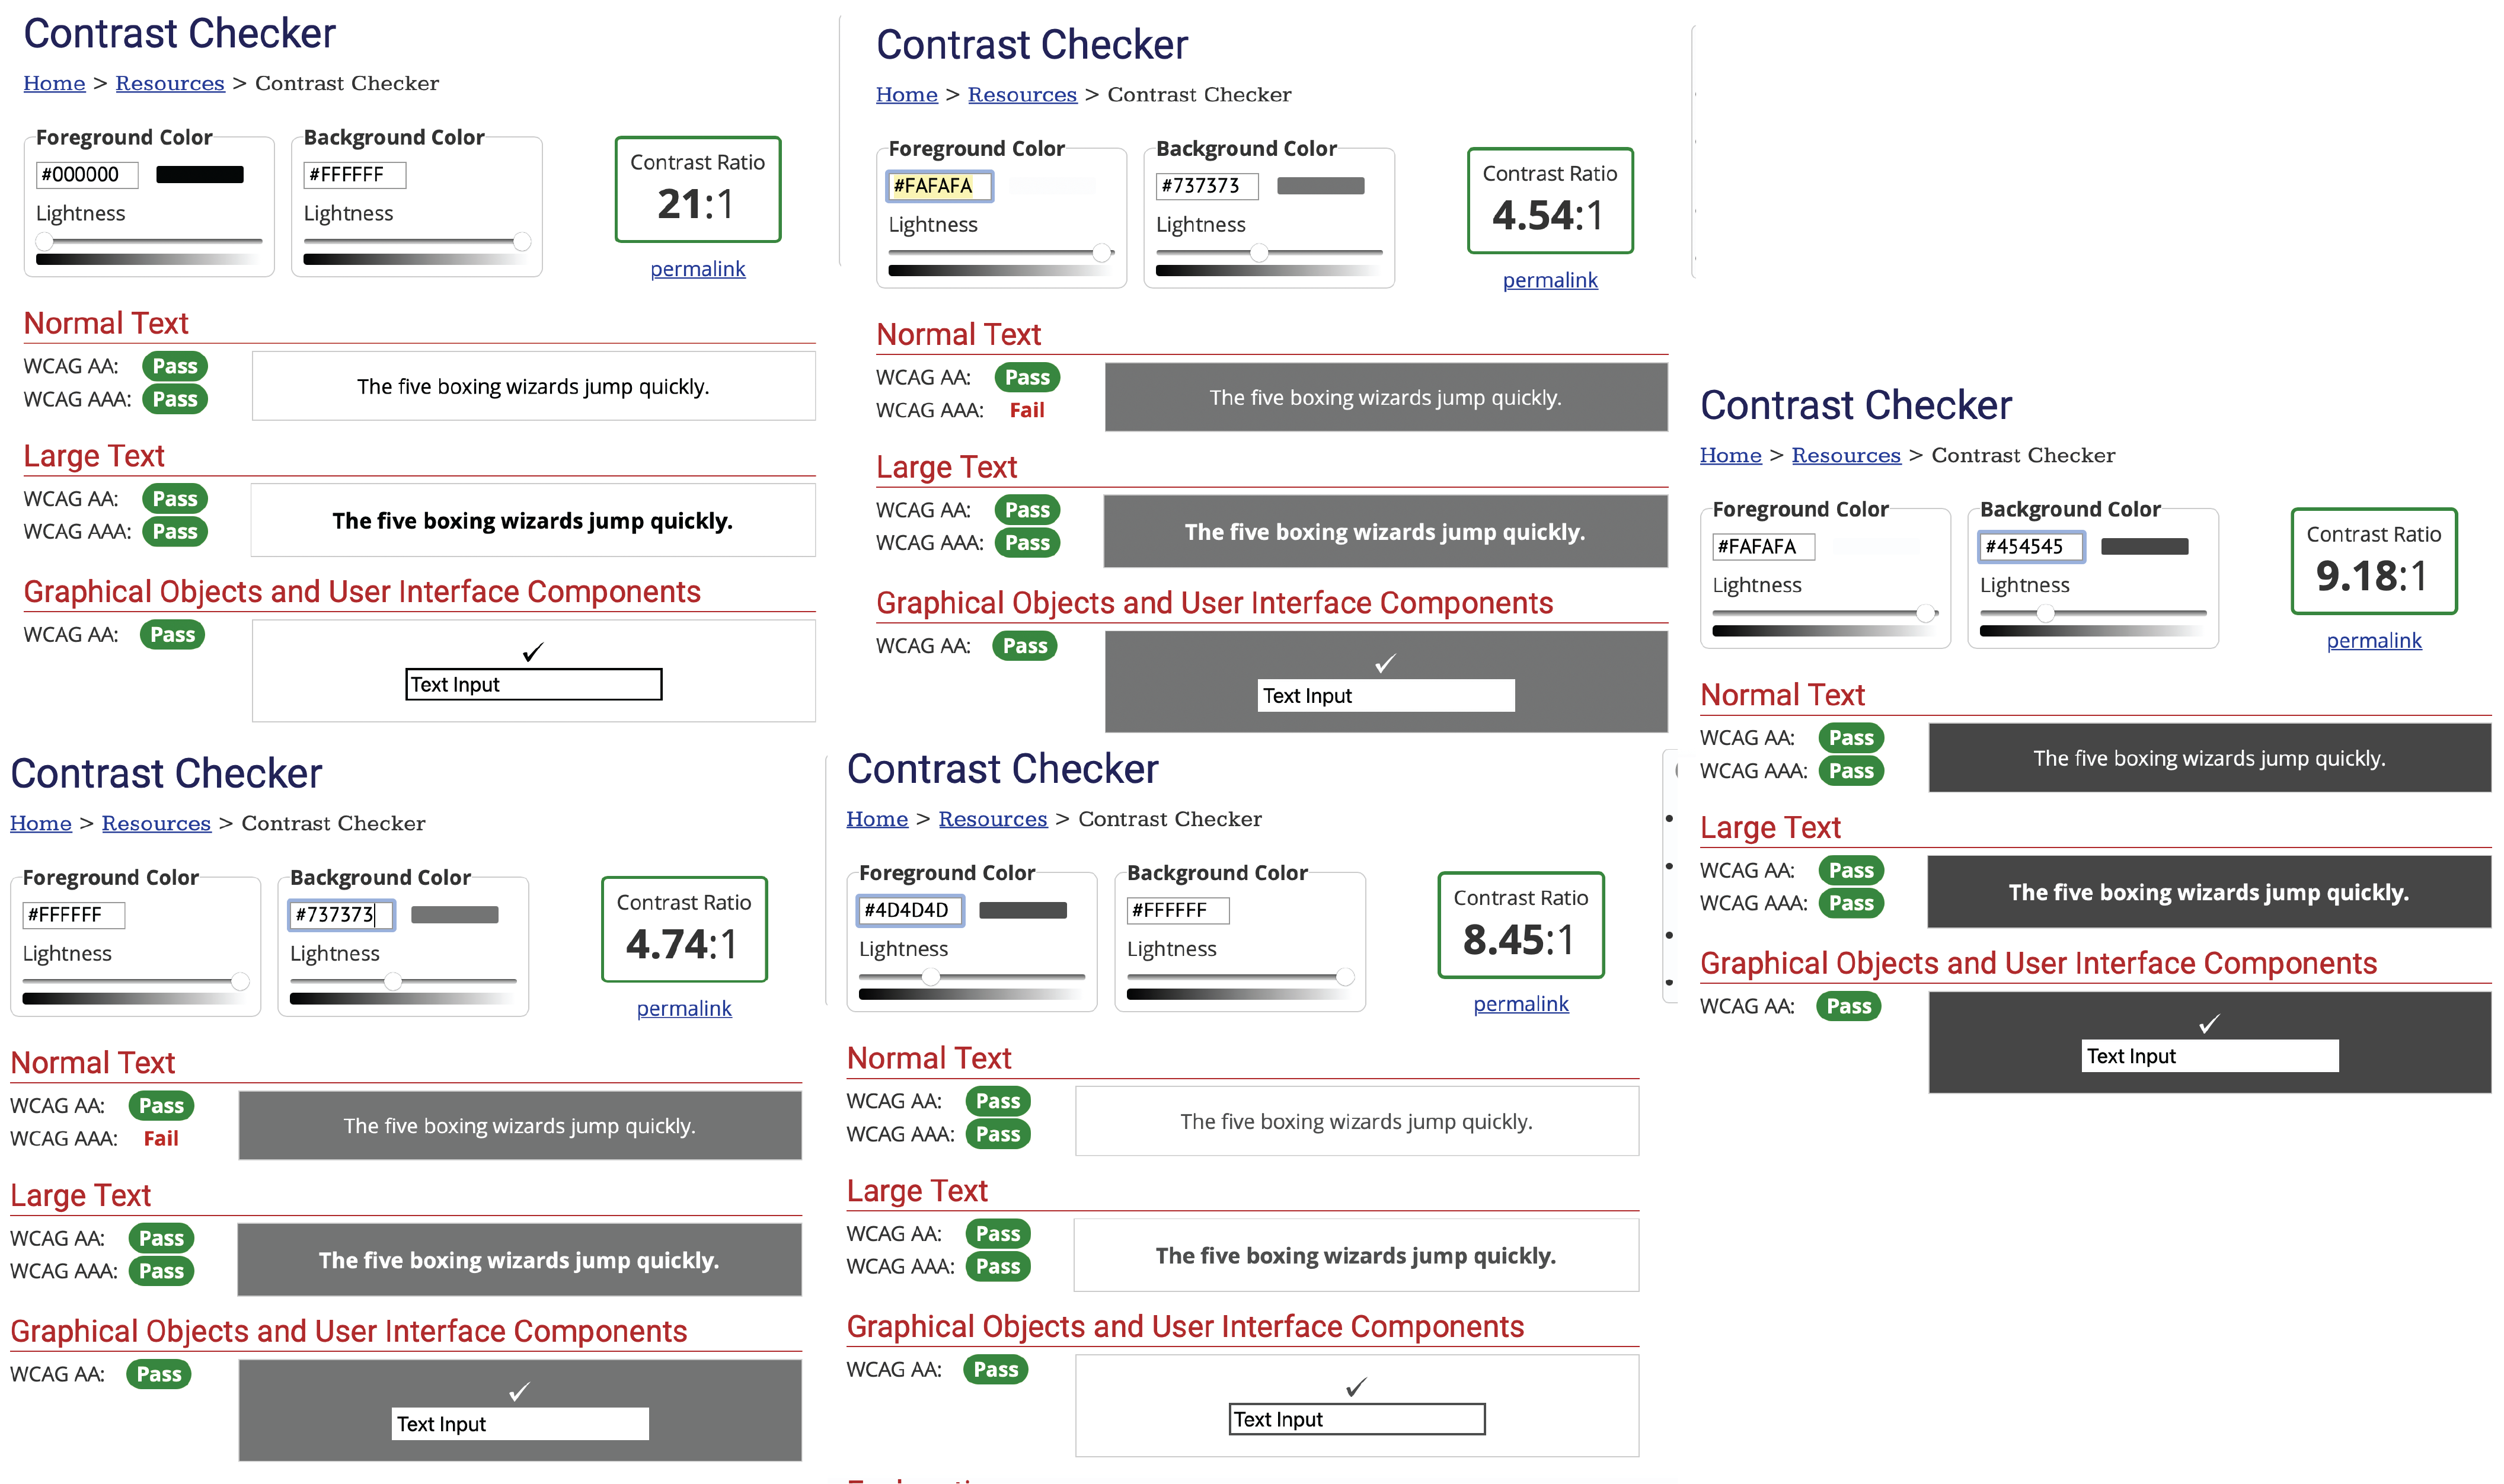 Contrast Checker
Home > Resources > Contrast Checker
Foreground Color
#000000
Lightness
Background Color
#FFFFFF
Lightness
Contrast Ratio
21:1
permalink
Normal Text
WCAG AA: Pass
WCAG AAA: Pass
The five boxing wizards jump quickly.
Large Text
WCAG AA: Pass
WCAG AAA: Pass
The five boxing wizards jump quickly.
Graphical Objects and User Interface Components
WCAG AA: Pass
✓
Text Input
Contrast Checker
Home > Resources > Contrast Checker
Foreground Color
#FAFAFA
Lightness
Background Color
#737373
Lightness
Contrast Ratio
4.54:1
permalink
Normal Text
WCAG AA: Pass
WCAG AAA: Fail
The five boxing wizards jump quickly.
Large Text
WCAG AA: Pass
WCAG AAA: Pass
The five boxing wizards jump quickly.
Graphical Objects and User Interface Components
WCAG AA: Pass
✓
Text Input
Contrast Checker
Home > Resources > Contrast Checker
Foreground Color
#FAFAFA
Lightness
Background Color
#454545
Lightness
Contrast Ratio
9.18:1
permalink
Normal Text
WCAG AA: Pass
WCAG AAA: Pass
The five boxing wizards jump quickly.
Large Text
WCAG AA: Pass
WCAG AAA: Pass
The five boxing wizards jump quickly.
Graphical Objects and User Interface Components
WCAG AA: Pass
✓
Text Input
Contrast Checker
Home > Resources > Contrast Checker
Foreground Color
#FFFFFF
Lightness
Background Color
#737373
Lightness
Contrast Ratio
4.74:1
permalink
Normal Text
WCAG AA: Pass
WCAG AAA: Fail
The five boxing wizards jump quickly.
Large Text
WCAG AA: Pass
WCAG AAA: Pass
The five boxing wizards jump quickly.
Graphical Objects and User Interface Components
WCAG AA: Pass
✓
Text Input
Contrast Checker
Home > Resources > Contrast Checker
Foreground Color
#4D4D4D
Lightness
Background Color
#FFFFFF
Lightness
Contrast Ratio
8.45:1
permalink
Normal Text
WCAG AA: Pass
WCAG AAA: Pass
The five boxing wizards jump quickly.
Large Text
WCAG AA: Pass
WCAG AAA: Pass
The five boxing wizards jump quickly.
Graphical Objects and User Interface Components
WCAG AA: Pass
✓
Text Input